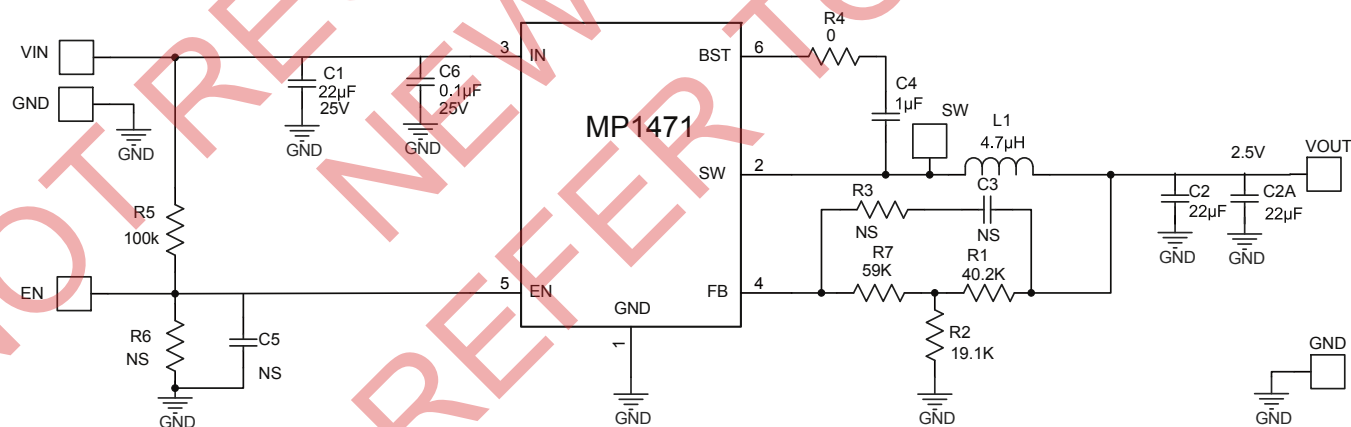 NOT RE
NEW
REFER TO
VIN
GND
GND
3
IN
C1
22µF
25V
GND
C6
0.1µF
25V
GND
R5
100k
EN
5
EN
R6
NS
C5
NS
GND
MP1471
BST
6
SW
2
FB
4
GND
1
GND
R4
0
C4
1µF
SW
L1
4.7µH
R3
NS
C3
NS
R7
59K
R1
40.2K
R2
19.1K
GND
2.5V
VOUT
C2
22µF
GND
C2A
22µF
GND
GND
GND